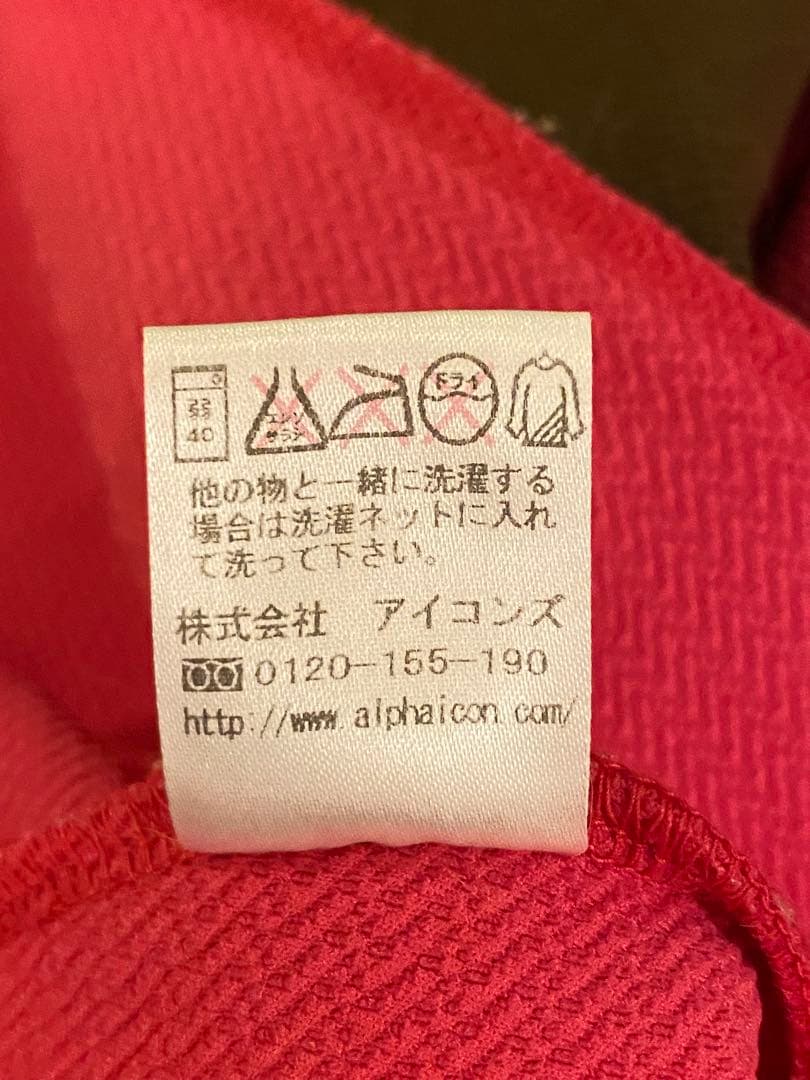 弱
40
エンソ
サラシ
ドライ
他の物と一緒に洗濯する
場合は洗濯ネットに入れ
て洗って下さい。
株式会社 アイコンズ
0120-155-190
http://www.alphaicon.com/